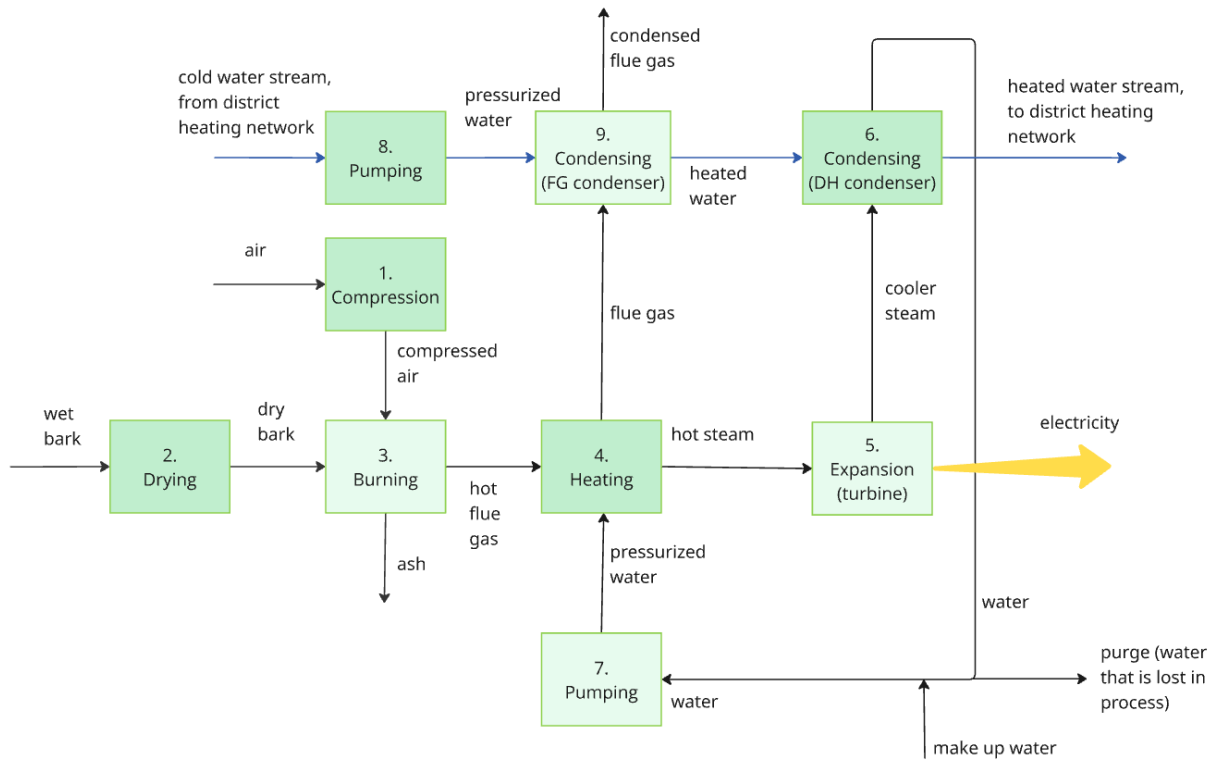 condensed
flue gas
cold water stream,
from district
heating network
pressurized
water
heated water stream,
to district heating
network
8.
Pumping
9.
Condensing
(FG condenser)
heated
water
6.
Condensing
(DH condenser)
air
1.
Compression
flue gas
cooler
steam
compressed
air
wet
bark
dry
bark
hot steam
electricity
2.
Drying
3.
Burning
4.
Heating
5.
Expansion
(turbine)
hot
flue
gas
ash
pressurized
water
water
7.
Pumping
water
purge (water
that is lost in
process)
make up water